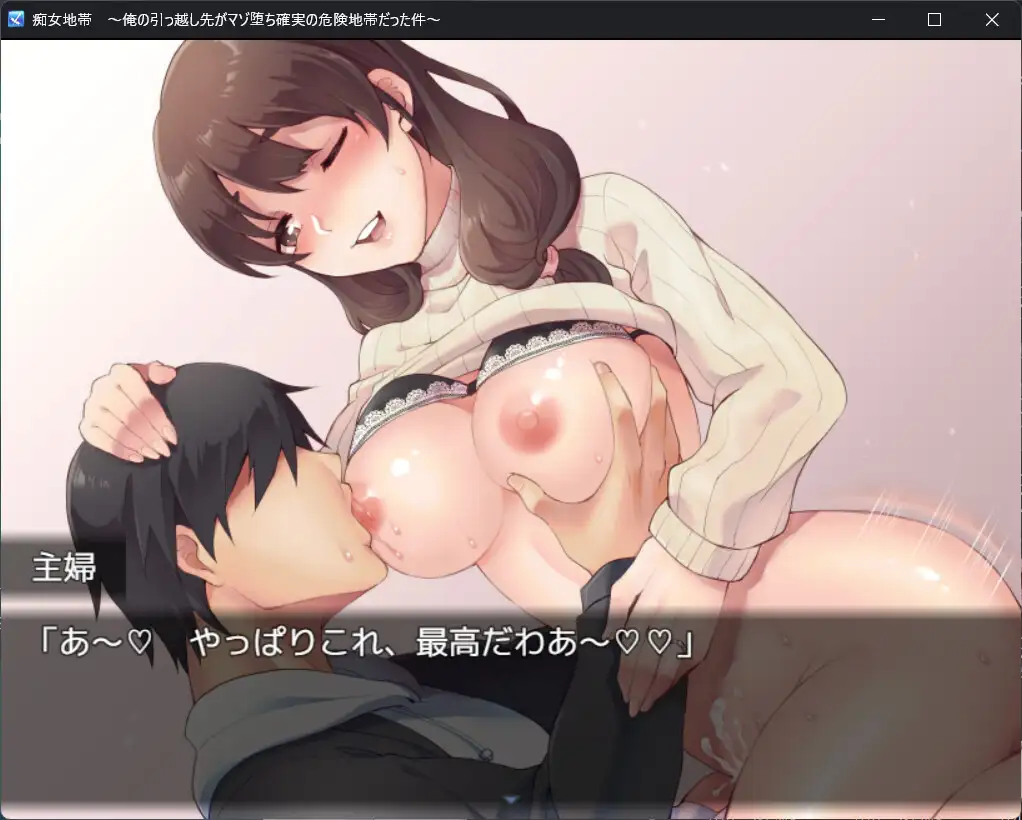 痴女地帯　～俺の引っ越し先がマゾ堕ち確実の危険地帯だった件～
主婦
「あ～♡　やっぱりこれ、最高だわあ～♡♡」